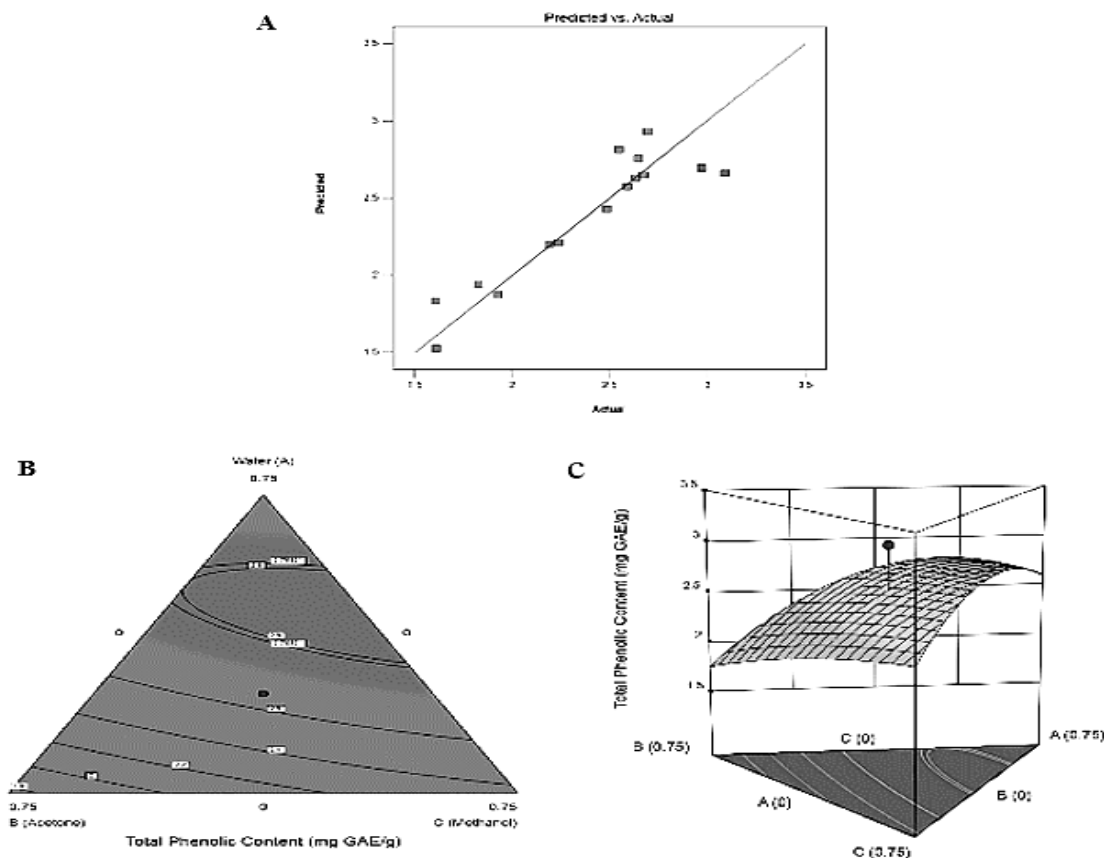 A
Predicted vs. Actual
3.5
3
2.5
2
1.5
Predicted
1.5 2 2.5 3 3.5
Actual
B
Water (A)
0.75
0.75 0 0.75
B (Acetone) C (Methanol)
Total Phenolic Content (mg GAE/g)
C
3.5
3
2.5
2
1.5
Total Phenolic Content (mg GAE/g)
B (0.75)
C (0)
A (0.75)
A (0)
B (0)
C (0.75)